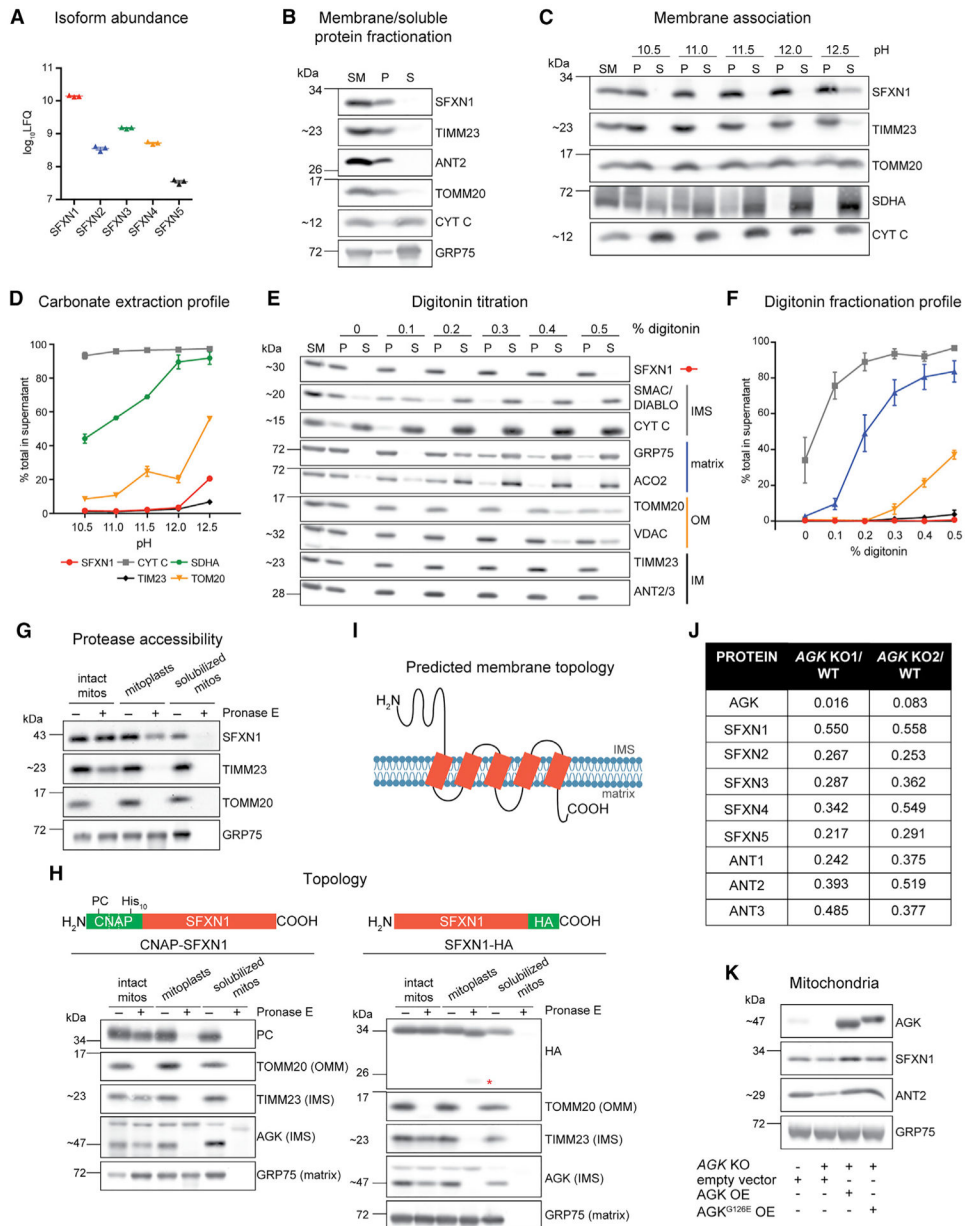 A
Isoform abundance
log10LFQ
10
9
8
7
SFXN1
SFXN2
SFXN3
SFXN4
SFXN5
B
Membrane/soluble
protein fractionation
kDa
SM P S
34
SFXN1
~23
TIMM23
ANT2
26
17
TOMM20
~12
CYT C
72
GRP75
C
Membrane association
10.5 11.0 11.5 12.0 12.5 pH
kDa
SM P S P S P S P S P S
34
SFXN1
~23
TIMM23
17
TOMM20
72
SDHA
~12
CYT C
D
Carbonate extraction profile
% total in supernatant
100
80
60
40
20
0
10.5 11.0 11.5 12.0 12.5
pH
SFXN1 CYT C SDHA
TIM23 TOM20
E
Digitonin titration
0 0.1 0.2 0.3 0.4 0.5 % digitonin
kDa
SM P S P S P S P S P S P S
~30
SFXN1
~20
SMAC/
DIABLO
~15
CYT C
IMS
72
GRP75
72
ACO2
matrix
17
TOMM20
~32
VDAC
OM
~23
TIMM23
28
ANT2/3
IM
F
Digitonin fractionation profile
% total in supernatant
100
80
60
40
20
0
0 0.1 0.2 0.3 0.4 0.5
% digitonin
G
Protease accessibility
intact
mitos
mitoplasts
solubilized
mitos
kDa
– + – + – + Pronase E
43
SFXN1
~23
TIMM23
17
TOMM20
72
GRP75
I
Predicted membrane topology
H2N
IMS
matrix
COOH
J
PROTEIN AGK KO1/WT AGK KO2/WT
AGK 0.016 0.083
SFXN1 0.550 0.558
SFXN2 0.267 0.253
SFXN3 0.287 0.362
SFXN4 0.342 0.549
SFXN5 0.217 0.291
ANT1 0.242 0.375
ANT2 0.393 0.519
ANT3 0.485 0.377
H
Topology
PC His10
H2N CNAP SFXN1 COOH
CNAP-SFXN1
intact
mitos
mitoplasts
solubilized
mitos
kDa
– + – + – + Pronase E
34
PC
17
TOMM20 (OMM)
~23
TIMM23 (IMS)
~47
AGK (IMS)
72
GRP75 (matrix)
H2N SFXN1 HA COOH
SFXN1-HA
intact
mitos
mitoplasts
solubilized
mitos
kDa
– + – + – + Pronase E
34
HA
26
*
17
TOMM20 (OMM)
~23
TIMM23 (IMS)
~47
AGK (IMS)
72
GRP75 (matrix)
K
Mitochondria
kDa
~47
AGK
34
SFXN1
~29
ANT2
72
GRP75
AGK KO – + + +
empty vector + + – –
AGK OE – – + –
AGKG126E OE – – – +